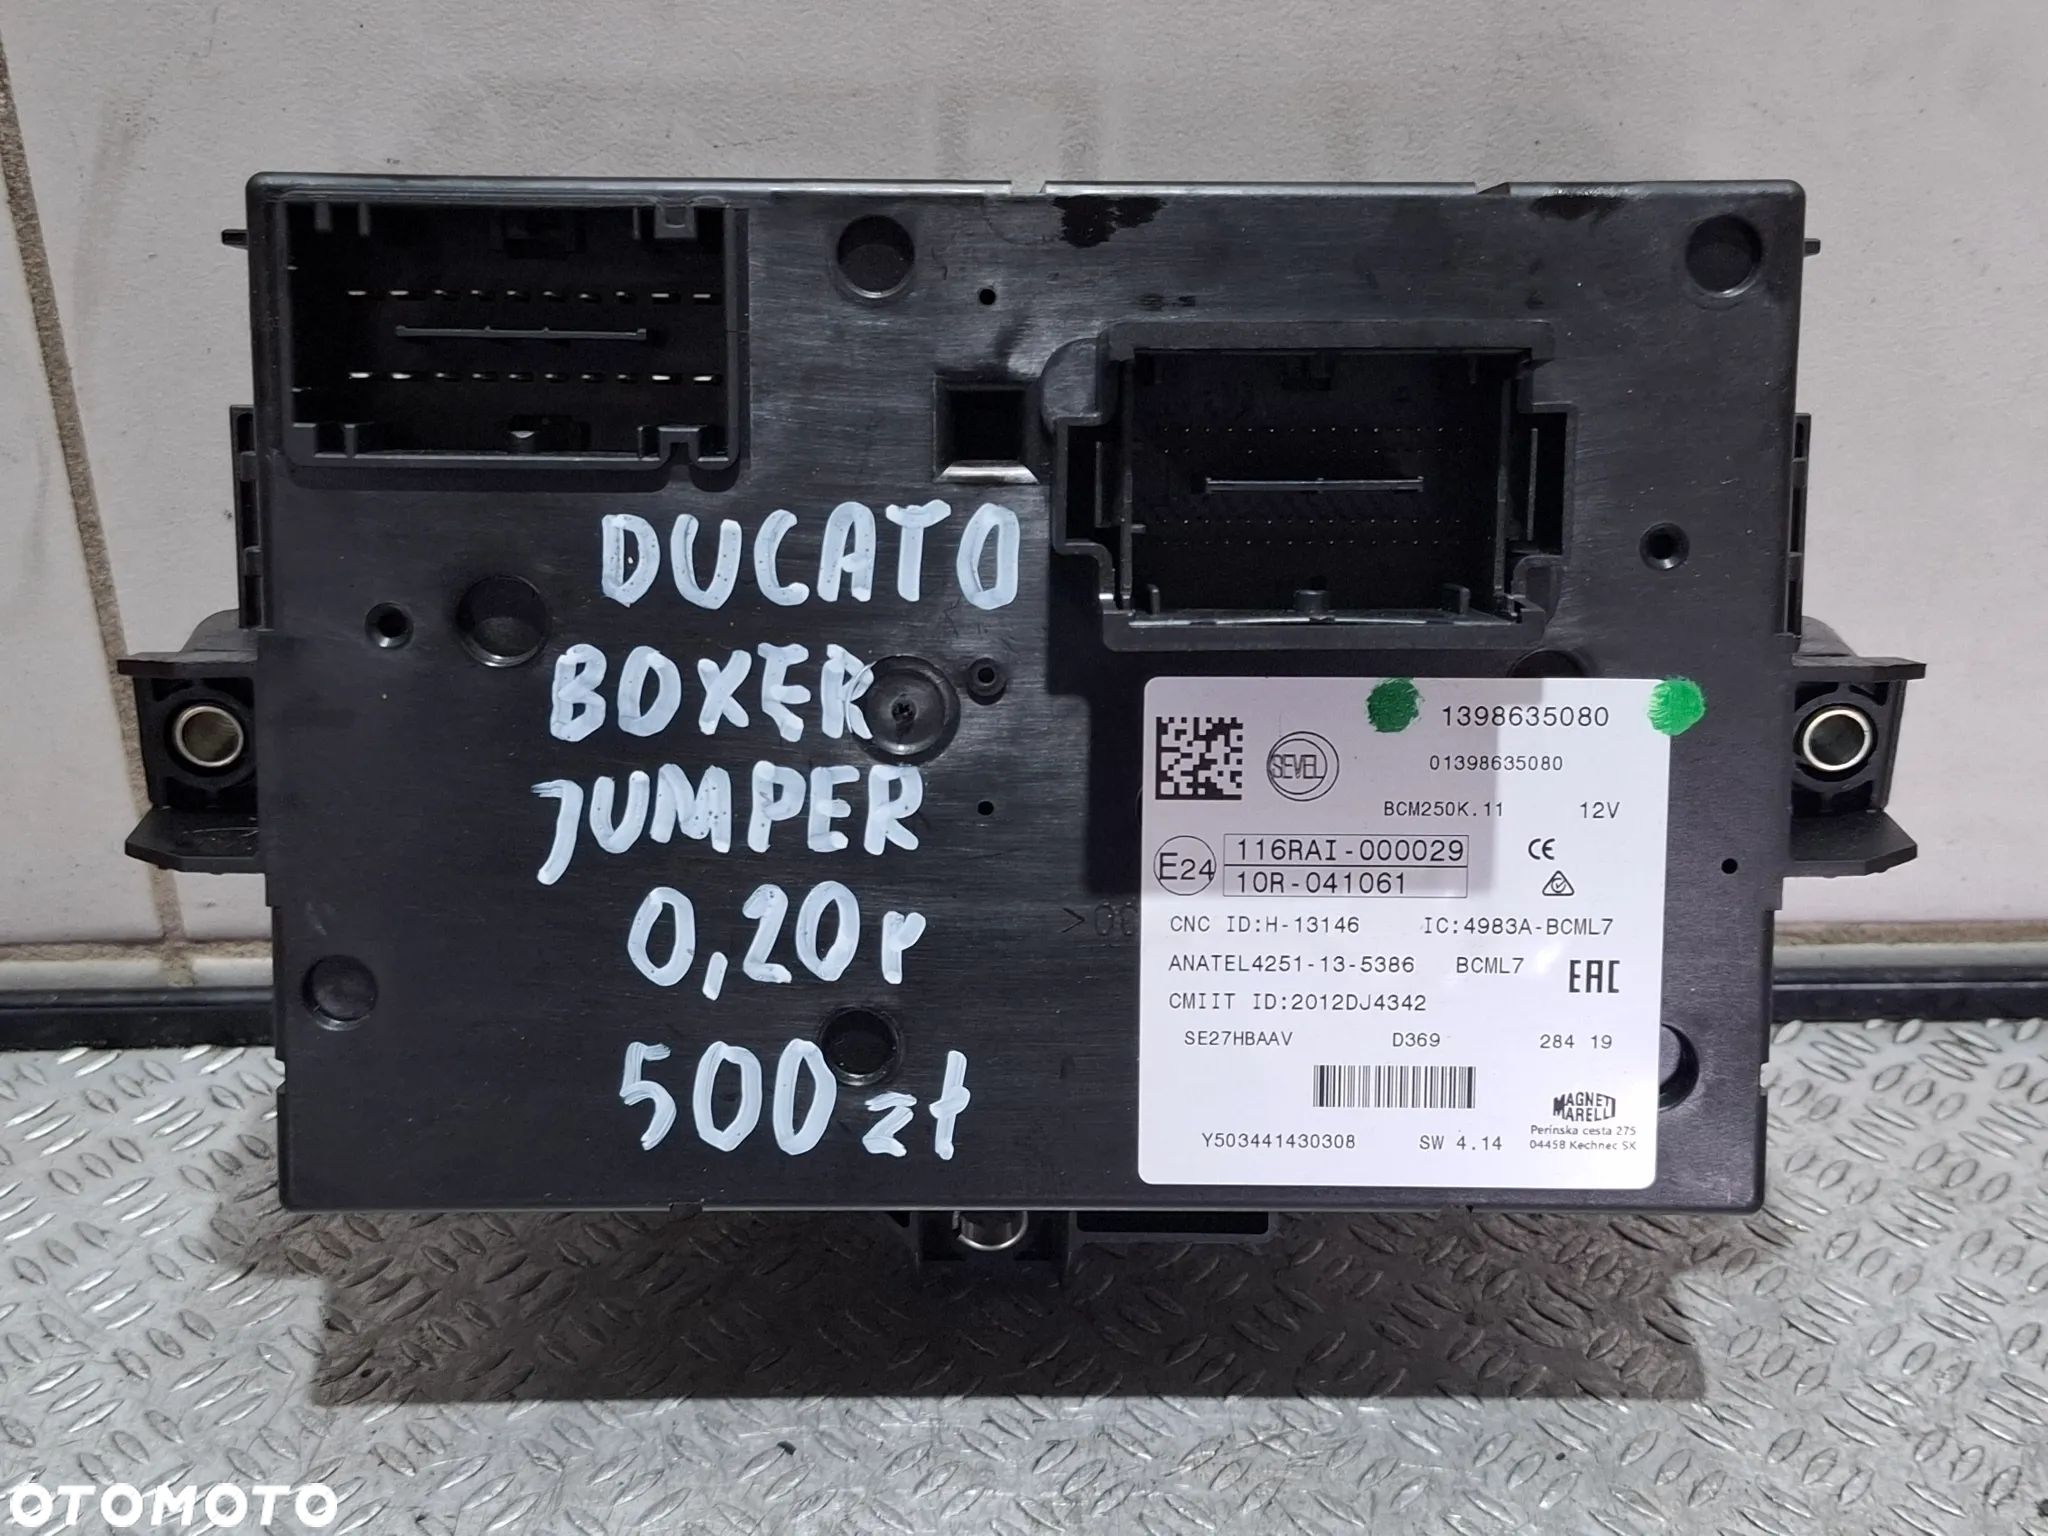 DUCATO
BOXER
JUMPER
0,20r
500zł
1398635080
SEVEL
01398635080
BCM250K.11 12V
E24
116RAI-000029
10R-041061
CE
CNC ID:H-13146 IC:4983A-BCML7
ANATEL4251-13-5386 BCML7
EAC
CMIIT ID:2012DJ4342
SE27HBAAV D369 284 19
MAGNETI
MARELLI
Perinska cesta 275
04458 Kechnec SK
Y503441430308 SW 4.14
OTOMOTO